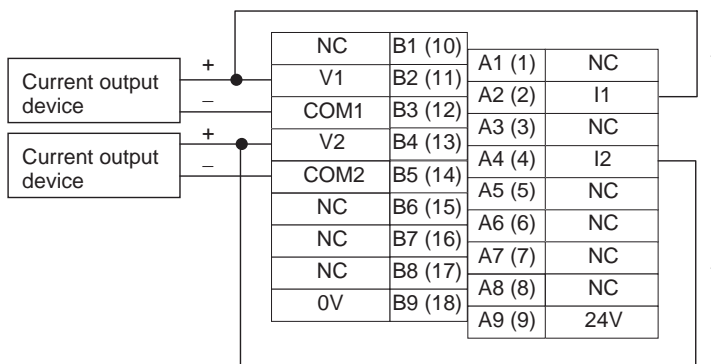 Current output
device
+
−
Current output
device
+
−
NC B1 (10)
V1 B2 (11)
COM1 B3 (12)
V2 B4 (13)
COM2 B5 (14)
NC B6 (15)
NC B7 (16)
NC B8 (17)
0V B9 (18)
A1 (1) NC
A2 (2) I1
A3 (3) NC
A4 (4) I2
A5 (5) NC
A6 (6) NC
A7 (7) NC
A8 (8) NC
A9 (9) 24V